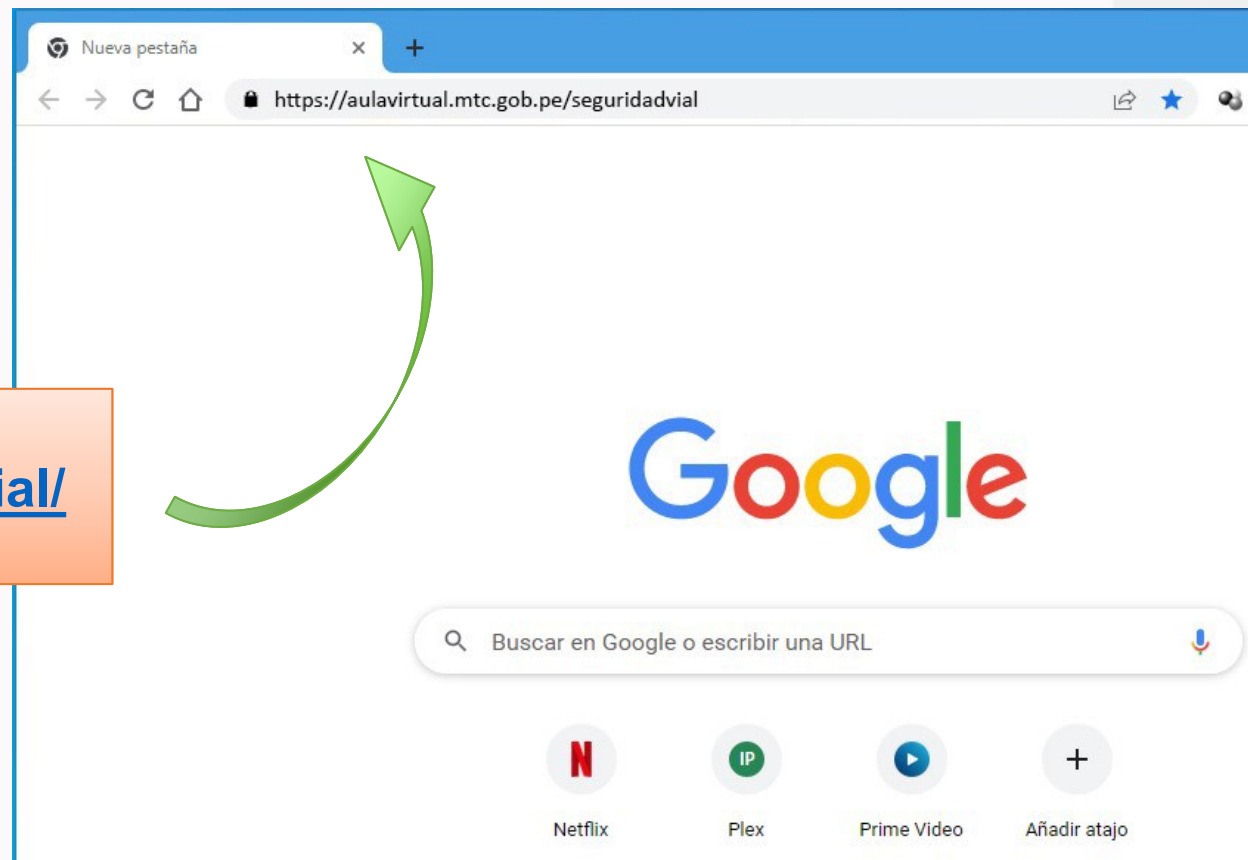 Nueva pestaña
https://aulavirtual.mtc.gob.pe/seguridadvial
ial/
Google
Buscar en Google o escribir una URL
N IP
Netflix Plex Prime Video Añadir atajo